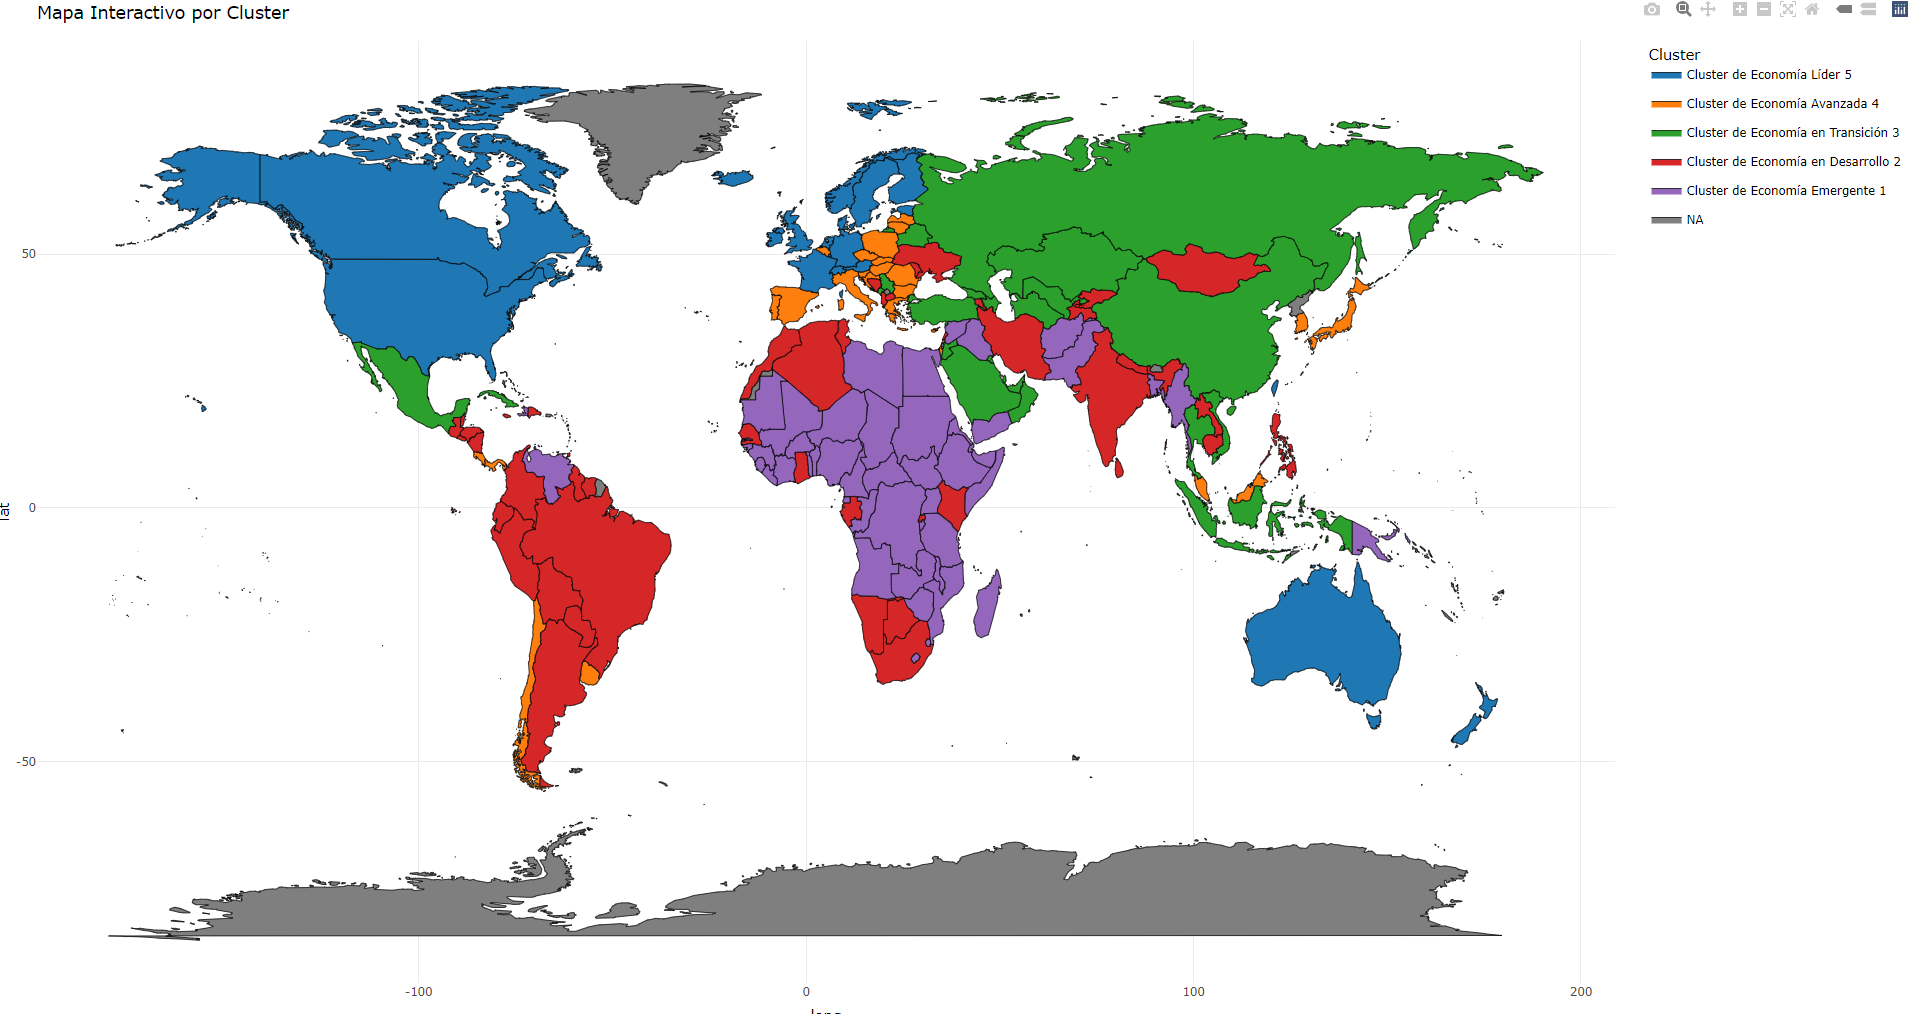 Mapa Interactivo por Cluster
Cluster
Cluster de Economía Líder 5
Cluster de Economía Avanzada 4
Cluster de Economía en Transición 3
Cluster de Economía en Desarrollo 2
Cluster de Economía Emergente 1
NA
50
0
-50
lat
-100
0
100
200
long